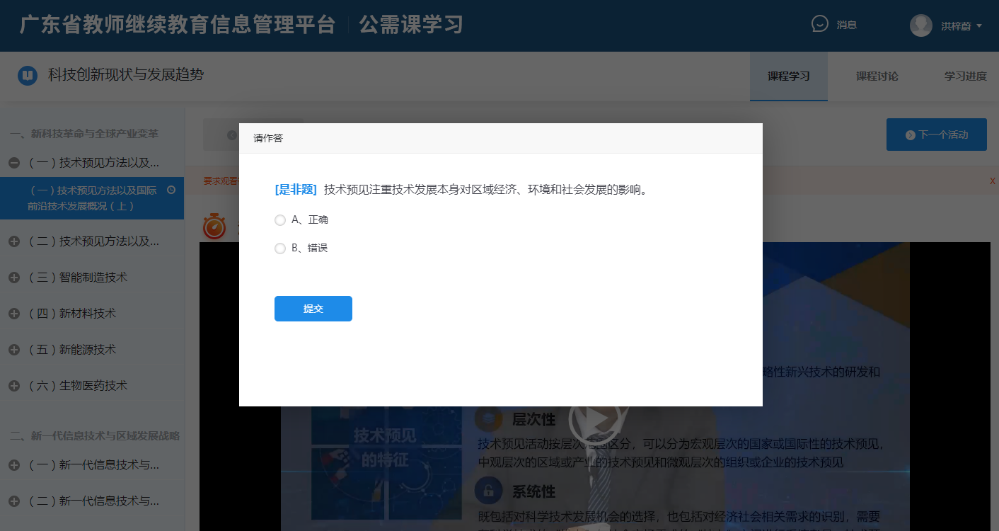 广东省教师继续教育信息管理平台 公需课学习
消息
洪梓蔚
科技创新现状与发展趋势
课程学习
课程讨论
学习进度
一、新科技革命与全球产业变革
（一）技术预见方法以及...
（一）技术预见方法以及国际
前沿技术发展概况（上）
（二）技术预见方法以及...
（三）智能制造技术
（四）新材料技术
（五）新能源技术
（六）生物医药技术
二、新一代信息技术与区域发展战略
（一）新一代信息技术与...
（二）新一代信息技术与...
下一个活动
要求观看
X
请作答
[是非题] 技术预见注重技术发展本身对区域经济、环境和社会发展的影响。
A、正确
B、错误
提交
略性新兴技术的研发和
技术预见
的特征
层次性
技术预见活动按层次 区分，可以分为宏观层次的国家或国际性的技术预见，
中观层次的区域或产业的技术预见和微观层次的组织或企业的技术预见
系统性
既包括对科学技术发展机会的选择，也包括对经济社会相关需求的识别，需要